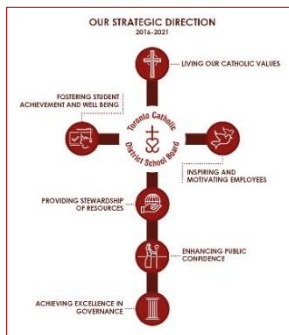 OUR STRATEGIC DIRECTION
2016-2021
LIVING OUR CATHOLIC VALUES
FOSTERING STUDENT
ACHIEVEMENT AND WELL BEING
Toronto Catholic
District School Board
INSPIRING AND
MOTIVATING EMPLOYEES
PROVIDING STEWARDSHIP
OF RESOURCES
ENHANCING PUBLIC
CONFIDENCE
ACHIEVING EXCELLENCE IN
GOVERNANCE